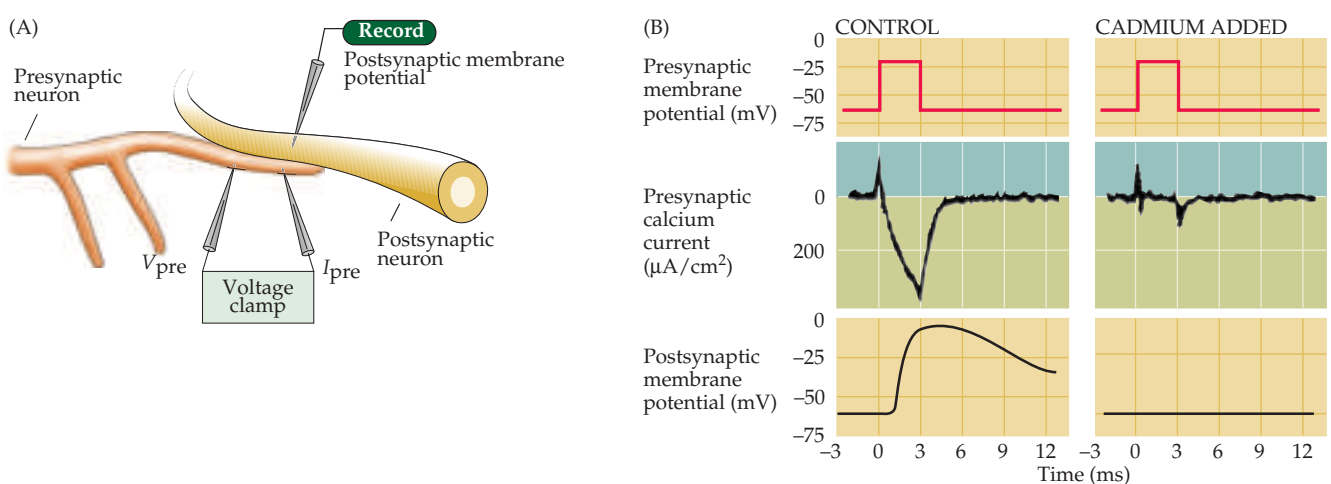 (A)
Record
Postsynaptic membrane
potential
Presynaptic
neuron
Postsynaptic
neuron
Vpre
Ipre
Voltage
clamp
(B)
CONTROL
CADMIUM ADDED
Presynaptic
membrane
potential (mV)
0
–25
–50
–75
Presynaptic
calcium
current
(µA/cm²)
0
200
Postsynaptic
membrane
potential (mV)
0
–25
–50
–75
–3 0 3 6 9 12 –3 0 3 6 9 12
Time (ms)